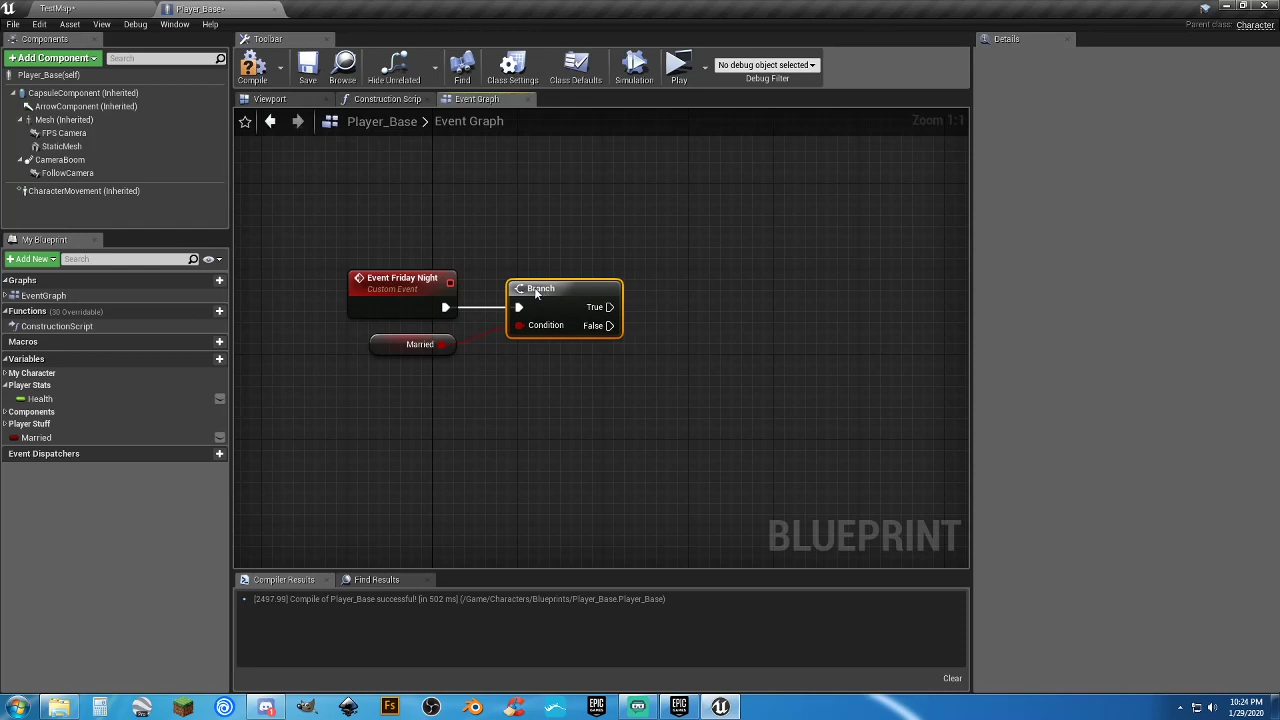 TestMap*
Player_Base*
File Edit Asset View Debug Window Help
Parent class: Character
Components
Toolbar
Details
+ Add Component
Search
Player_Base(self)
CapsuleComponent (Inherited)
ArrowComponent (Inherited)
Mesh (Inherited)
FPS Camera
StaticMesh
CameraBoom
FollowCamera
CharacterMovement (Inherited)
Compile
Save
Browse
Hide Unrelated
Find
Class Settings
Class Defaults
Simulation
Play
No debug object selected
Debug Filter
Viewport
Construction Scrip
Event Graph
Player_Base > Event Graph
Zoom 1:1
My Blueprint
+ Add New
Search
Graphs
EventGraph
Functions (30 Overridable)
ConstructionScript
Macros
Variables
My Character
Player Stats
Health
Components
Player Stuff
Married
Event Dispatchers
Event Friday Night
Custom Event
Married
Branch
True
Condition
False
BLUEPRINT
Compiler Results
Find Results
[2497.99] Compile of Player_Base successful! [in 502 ms] (/Game/Characters/Blueprints/Player_Base.Player_Base)
Clear
Pro
Fs
EPIC GAMES
EPIC GAMES
10:24 PM
1/29/2020